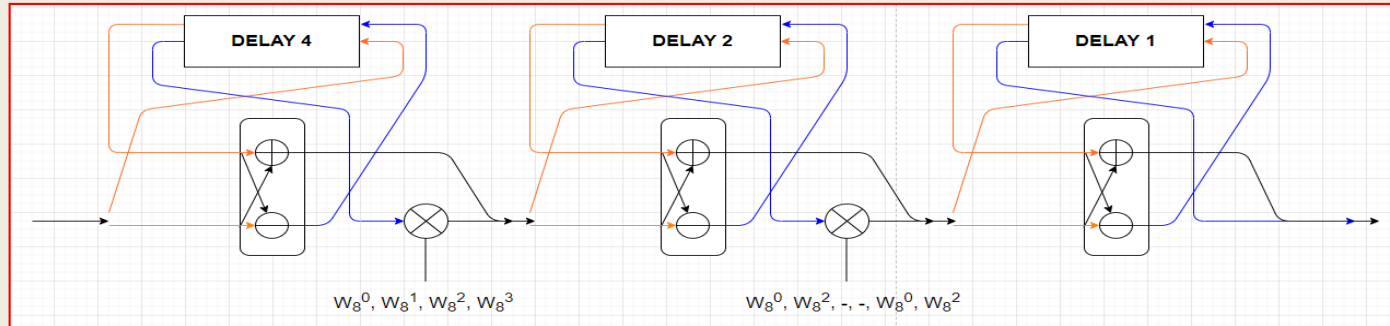 DELAY 4
DELAY 2
DELAY 1
W₈⁰, W₈¹, W₈², W₈³
W₈⁰, W₈², -, -, W₈⁰, W₈²